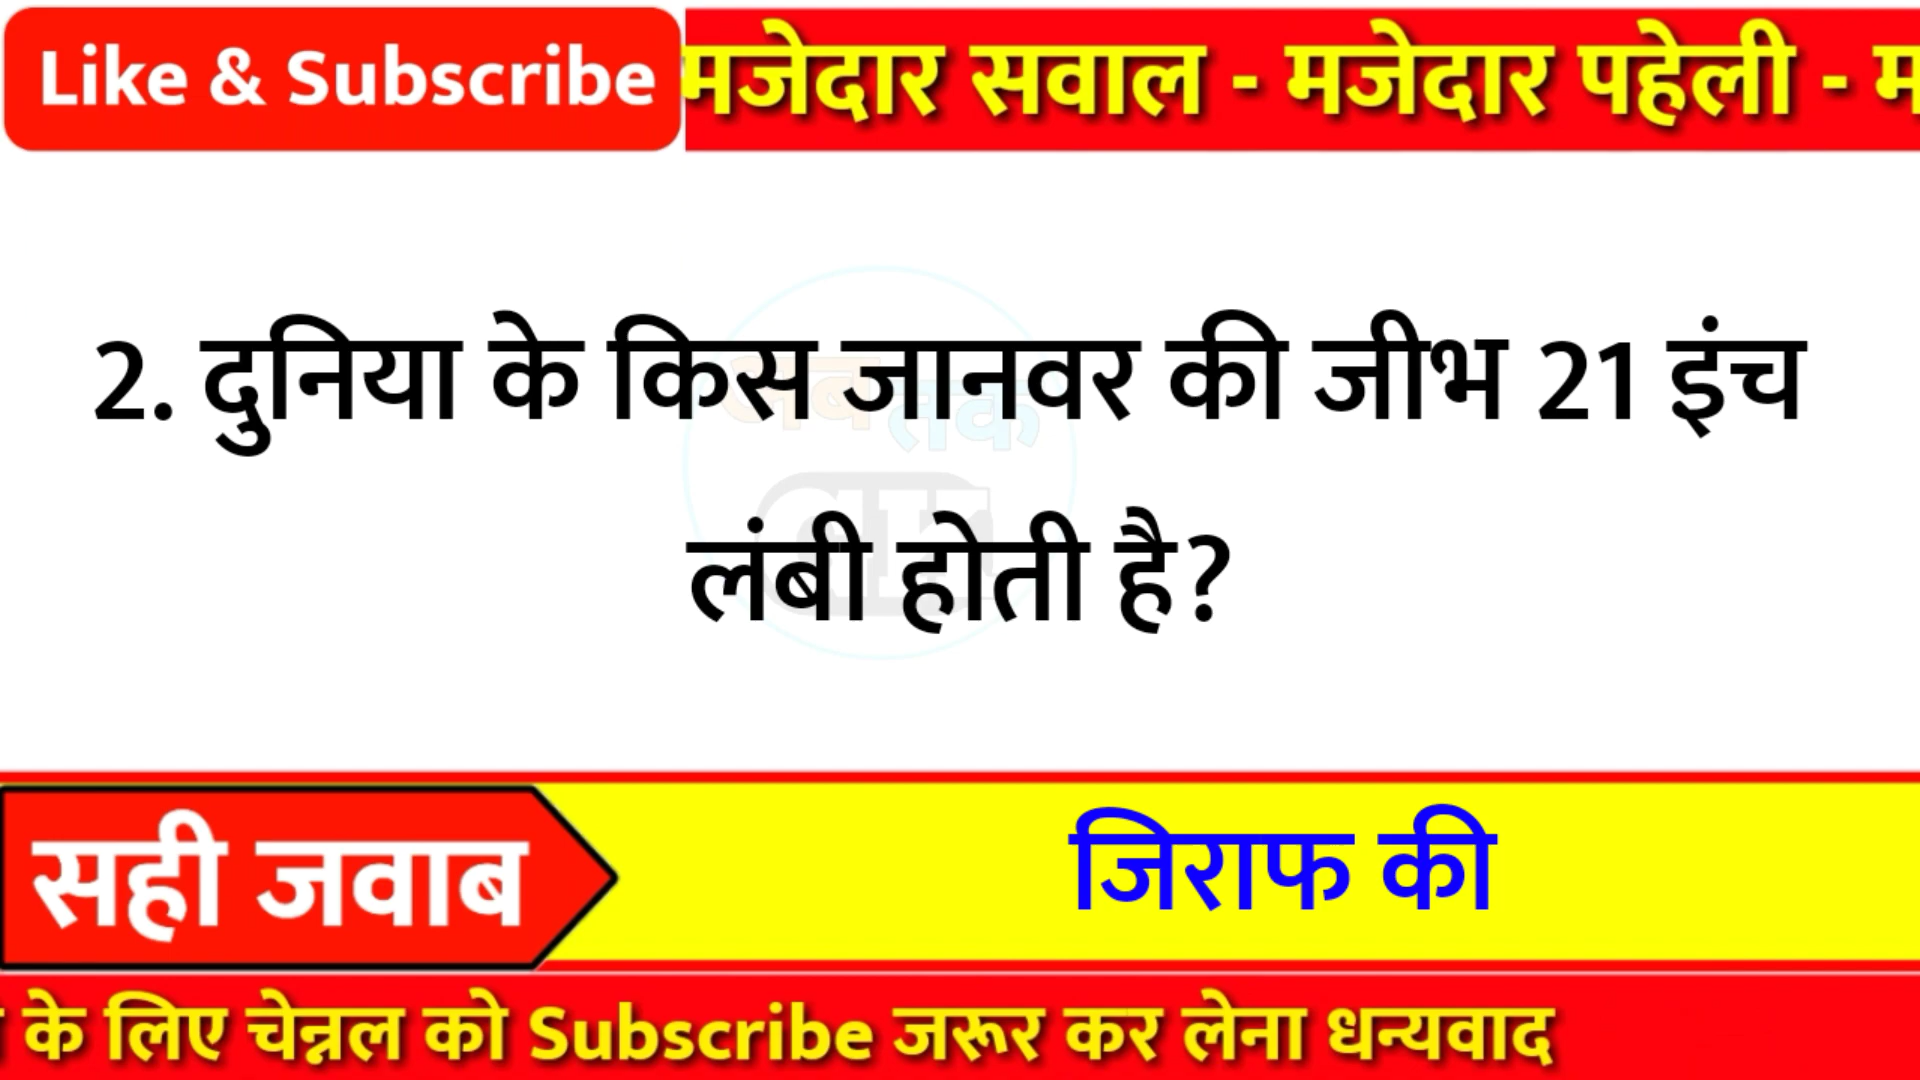 Like & Subscribe
मजेदार सवाल - मजेदार पहेली -
2. दुनिया के किस जानवर की जीभ 21 इंच
लंबी होती है?
सही जवाब
जिराफ की
के लिए चेन्नल को Subscribe जरूर कर लेना धन्यवाद